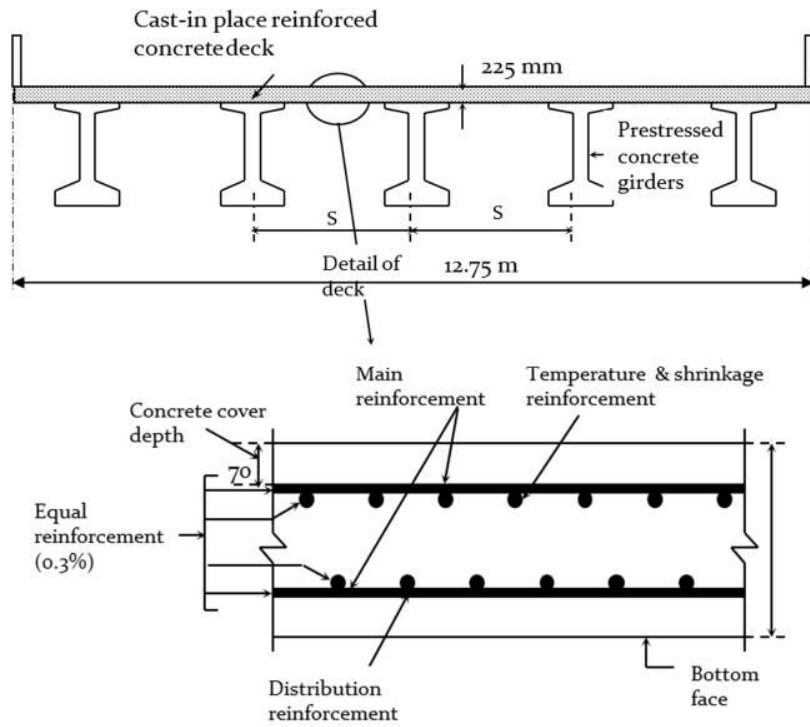 Cast-in place reinforced
concrete deck
225 mm
Prestressed
concrete
girders
S
S
Detail of
deck
12.75 m
Main
reinforcement
Temperature & shrinkage
reinforcement
Concrete cover
depth
70
Equal
reinforcement
(0.3%)
Distribution
reinforcement
Bottom
face